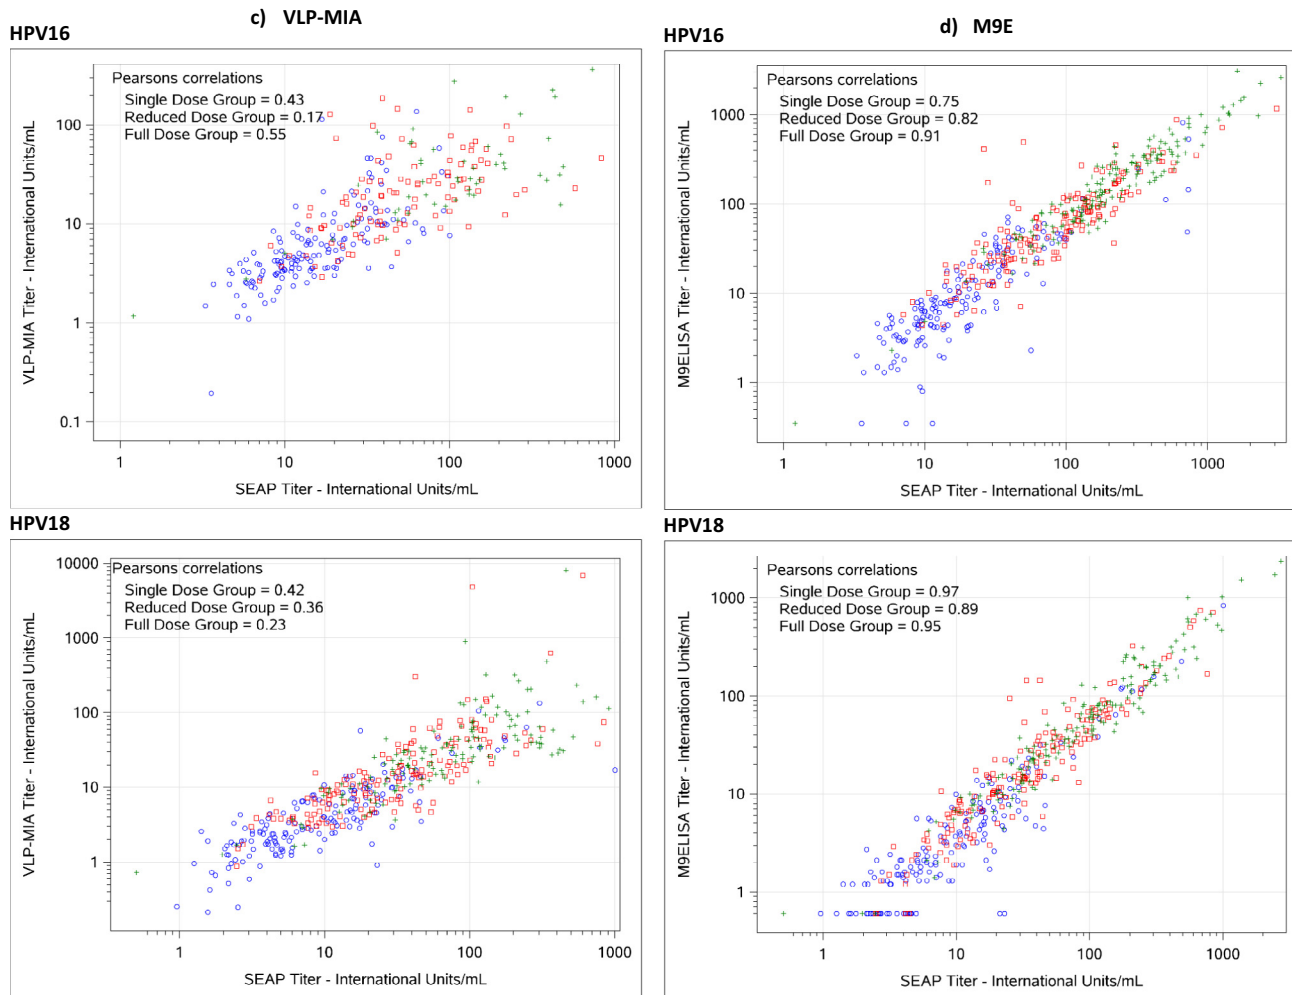 c) VLP-MIA
HPV16
Pearsons correlations
Single Dose Group = 0.43
Reduced Dose Group = 0.17
Full Dose Group = 0.55
100
10
1
0.1
VLP-MIA Titer - International Units/mL
1
10
100
1000
SEAP Titer - International Units/mL
d) M9E
HPV16
Pearsons correlations
Single Dose Group = 0.75
Reduced Dose Group = 0.82
Full Dose Group = 0.91
1000
100
10
1
M9ELISA Titer - International Units/mL
1
10
100
1000
SEAP Titer - International Units/mL
HPV18
Pearsons correlations
Single Dose Group = 0.42
Reduced Dose Group = 0.36
Full Dose Group = 0.23
10000
1000
100
10
1
VLP-MIA Titer - International Units/mL
1
10
100
1000
SEAP Titer - International Units/mL
HPV18
Pearsons correlations
Single Dose Group = 0.97
Reduced Dose Group = 0.89
Full Dose Group = 0.95
1000
100
10
1
M9ELISA Titer - International Units/mL
1
10
100
1000
SEAP Titer - International Units/mL